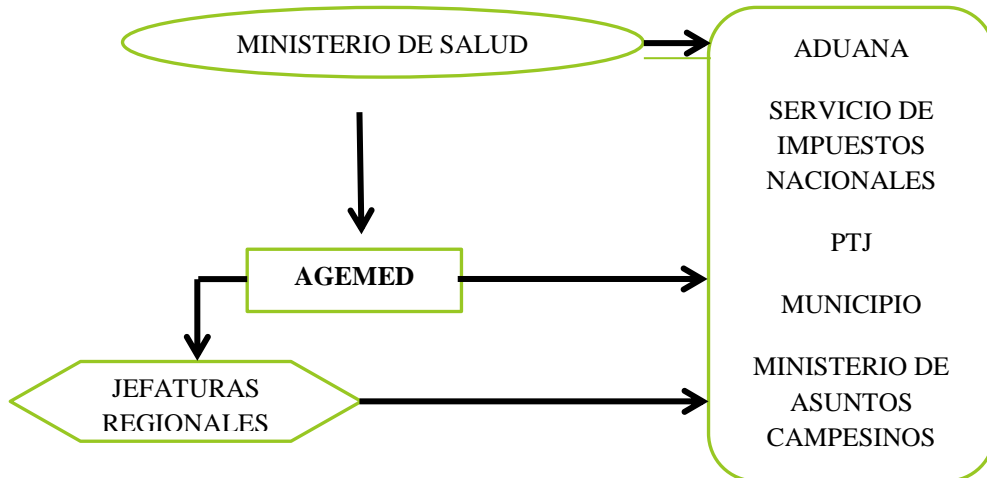 MINISTERIO DE SALUD
ADUANA
SERVICIO DE
IMPUESTOS
NACIONALES
PTJ
AGEMED
MUNICIPIO
JEFATURAS
REGIONALES
MINISTERIO DE
ASUNTOS
CAMPESINOS